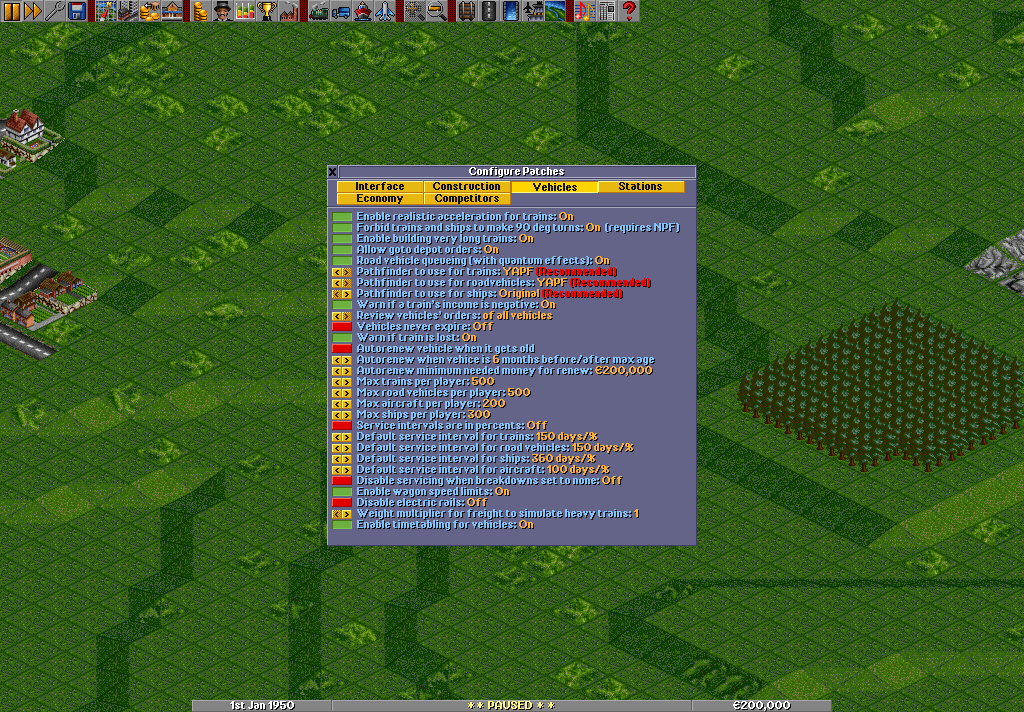 Configure Patches
Interface Construction Vehicles Stations
Economy Competitors
Enable realistic acceleration for trains: On
Forbid trains and ships to make 90 deg turns: On (requires NPF)
Enable building very long trains: On
Allow goto depot orders: On
Road vehicle queueing (with quantum effects): On
Pathfinder to use for trains: YAPF (Recommended)
Pathfinder to use for roadvehicles: YAPF (Recommended)
Pathfinder to use for ships: Original (Recommended)
Warn if a train's income is negative: On
Review vehicles' orders: of all vehicles
Vehicles never expire: Off
Warn if train is lost: On
Autorenew vehicle when it gets old
Autorenew when vehice is 6 months before/after max age
Autorenew minimum needed money for renew: €200,000
Max trains per player: 500
Max road vehicles per player: 500
Max aircraft per player: 200
Max ships per player: 300
Service intervals are in percents: Off
Default service interval for trains: 150 days/%
Default service interval for road vehicles: 150 days/%
Default service interval for ships: 360 days/%
Default service interval for aircraft: 100 days/%
Disable servicing when breakdowns set to none: Off
Enable wagon speed limits: On
Disable electric rails: Off
Weight multiplier for freight to simulate heavy trains: 1
Enable timetabling for vehicles: On
1st Jan 1950 * * PAUSED * * €200,000